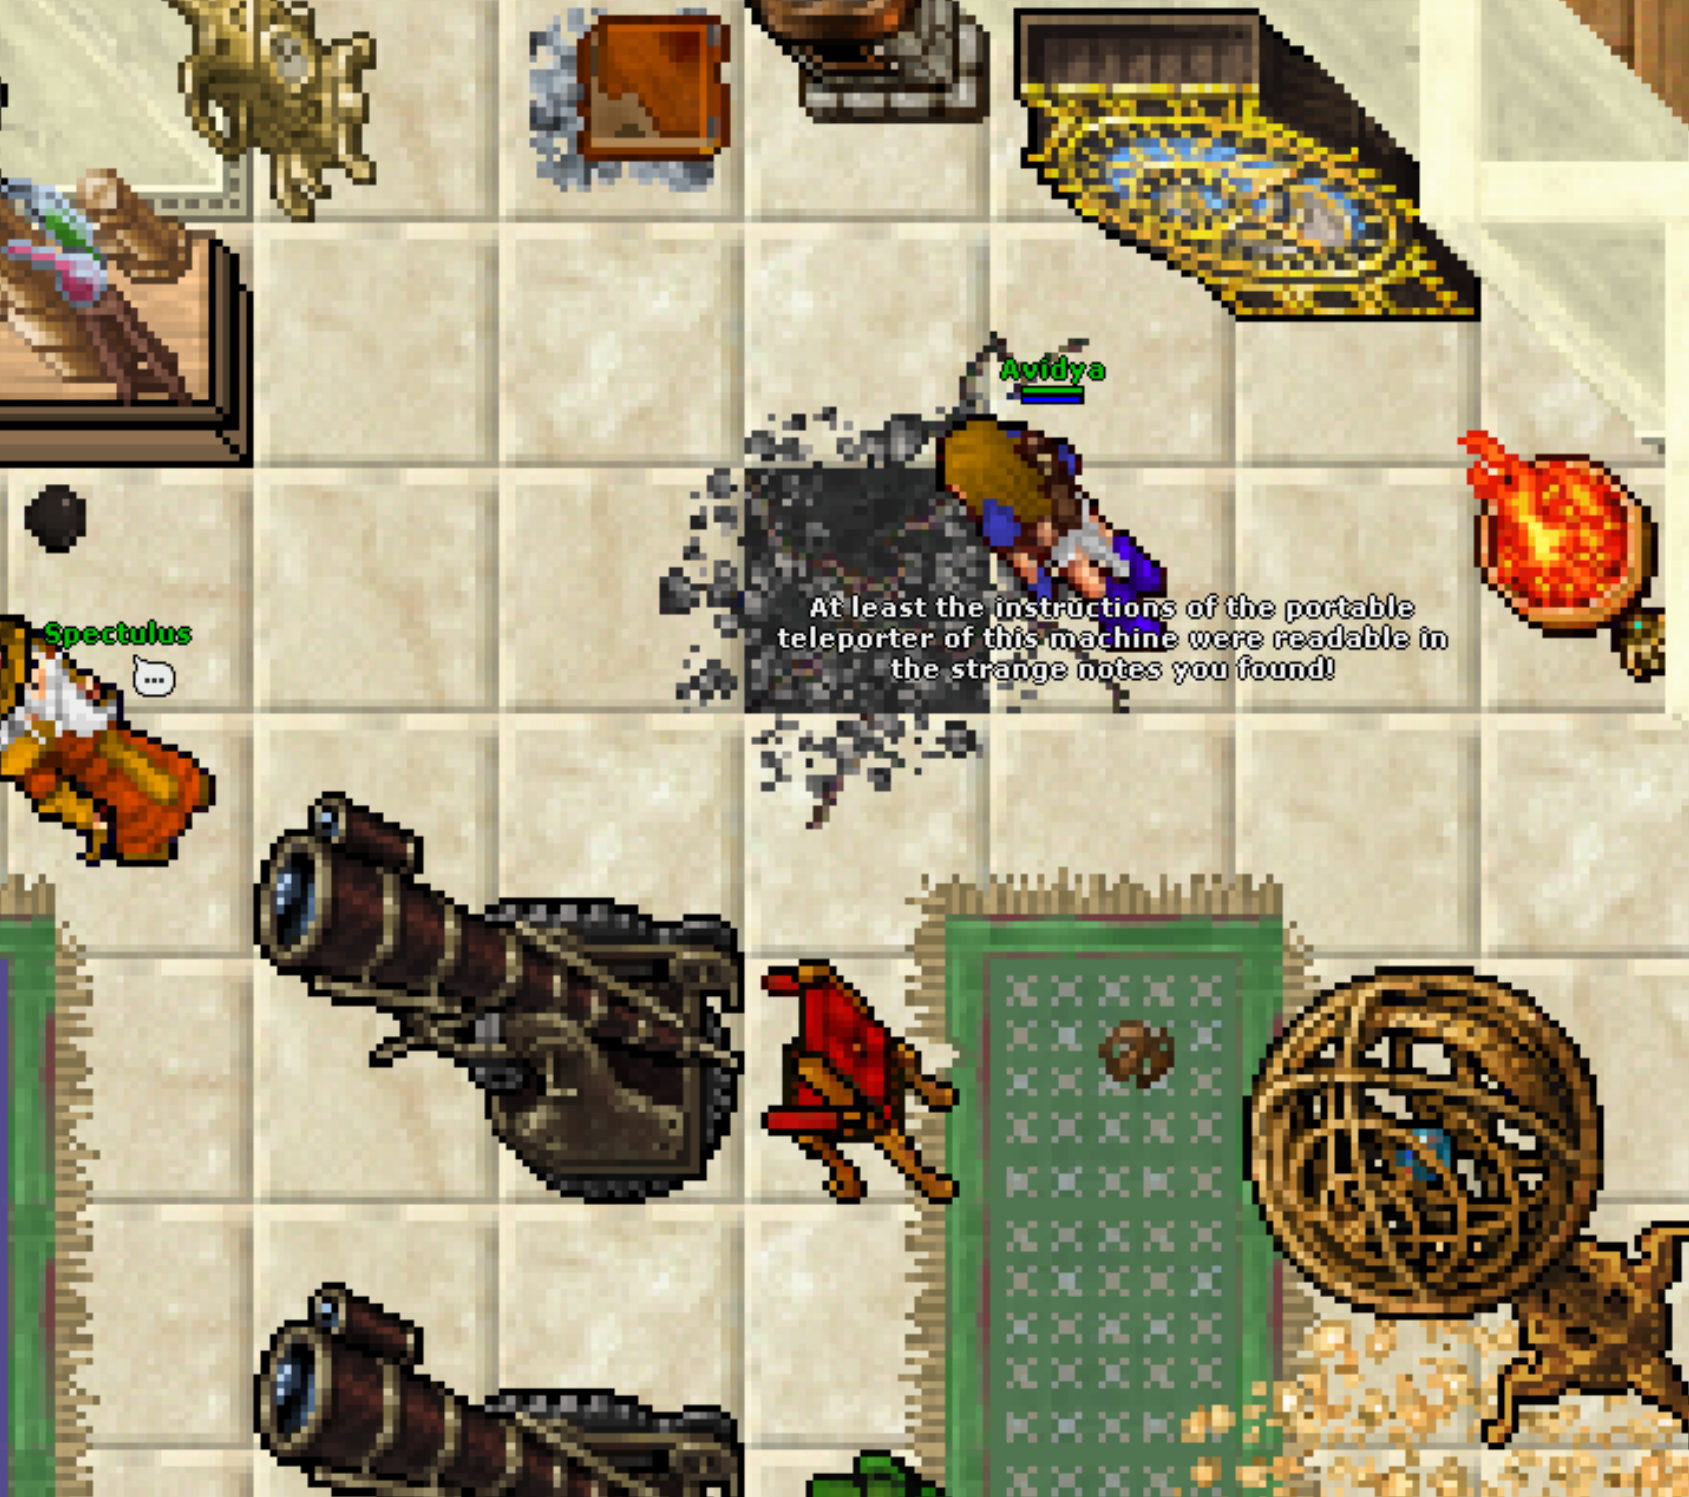 Avidya
At least the instructions of the portable
teleporter of this machine were readable in
the strange notes you found!
Spectulus
...